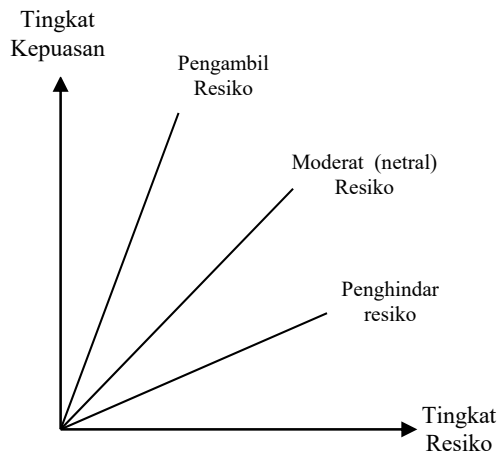 Tingkat
Kepuasan
Pengambil
Resiko
Moderat (netral)
Resiko
Penghindar
resiko
Tingkat
Resiko